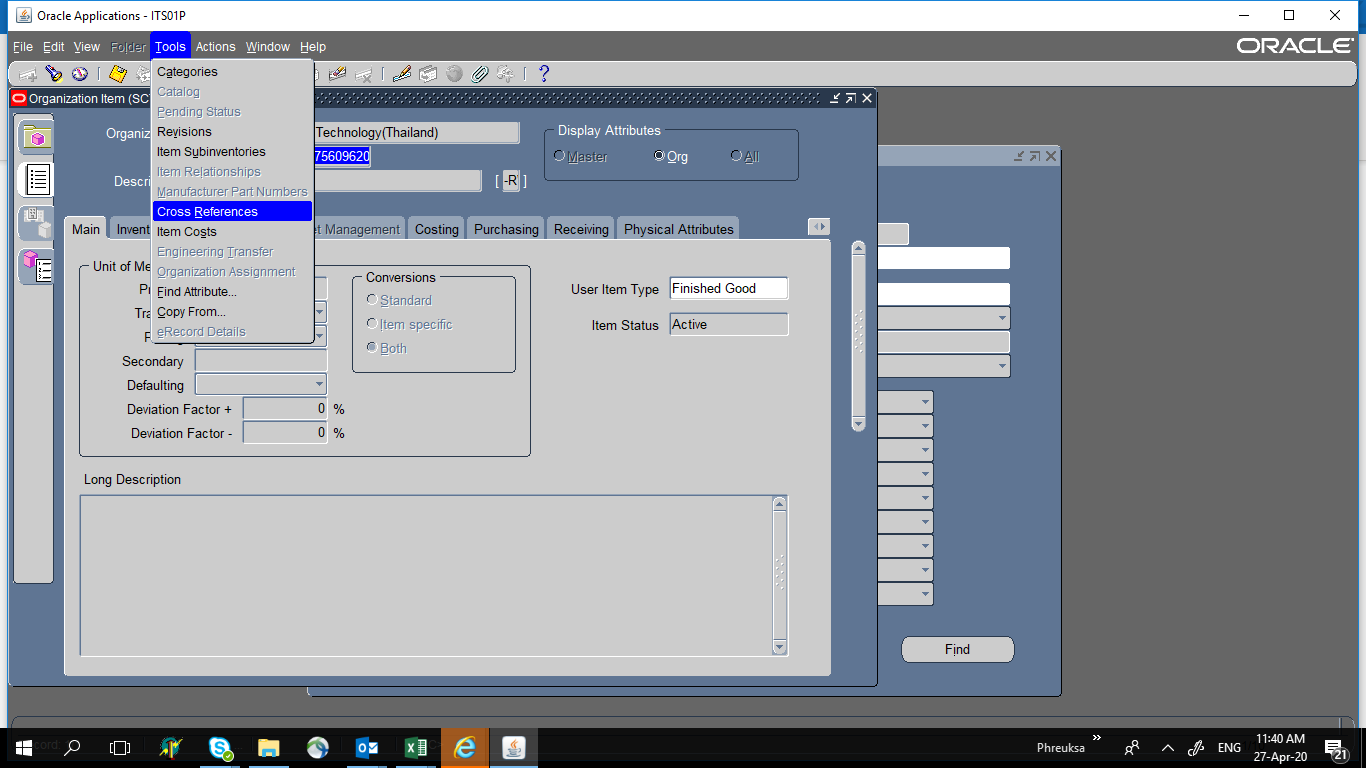 Oracle Applications - ITS01P
File Edit View Folder Tools Actions Window Help
ORACLE
Categories
Catalog
Pending Status
Revisions
Item Subinventories
Item Relationships
Manufacturer Part Numbers
Cross References
Item Costs
Engineering Transfer
Organization Assignment
Find Attribute...
Copy From...
eRecord Details
Organization Item (SC
Organiz
Technology(Thailand)
75609620
Descri
[ -R ]
Display Attributes
Master Org All
Main Invent et Management Costing Purchasing Receiving Physical Attributes
Unit of Me
Tra
Secondary
Defaulting
Deviation Factor + 0 %
Deviation Factor - 0 %
Conversions
Standard
Item specific
Both
User Item Type Finished Good
Item Status Active
Long Description
Find
Phreuksa
ENG
11:40 AM
27-Apr-20
21